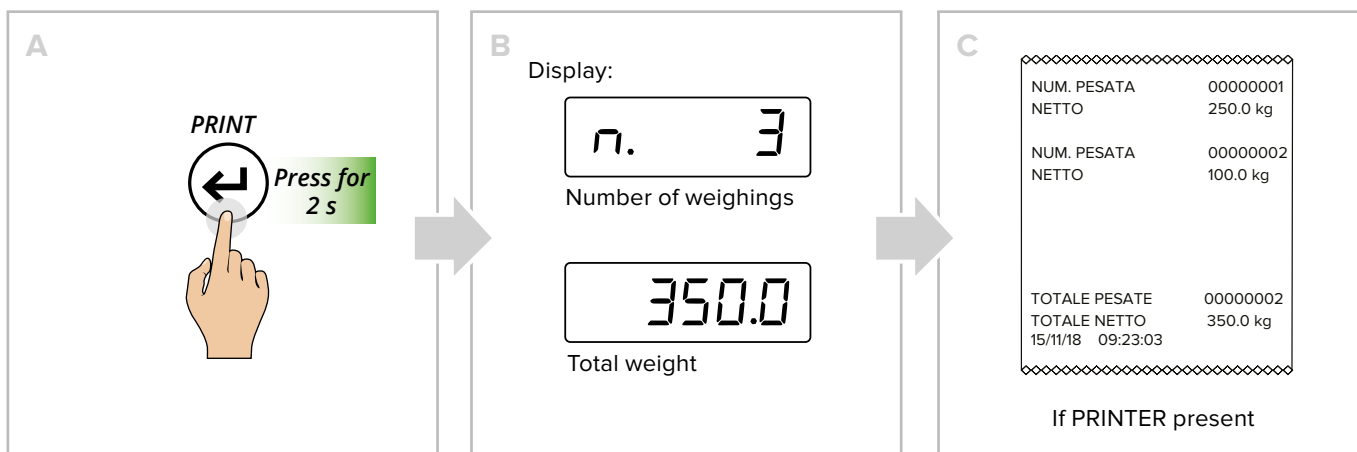 A
PRINT
Press for
2 s
B
Display:
n. 3
Number of weighings
350.0
Total weight
C
NUM. PESATA 00000001
NETTO 250.0 kg
NUM. PESATA 00000002
NETTO 100.0 kg
TOTALE PESATE 00000002
TOTALE NETTO 350.0 kg
15/11/18 09:23:03
If PRINTER present